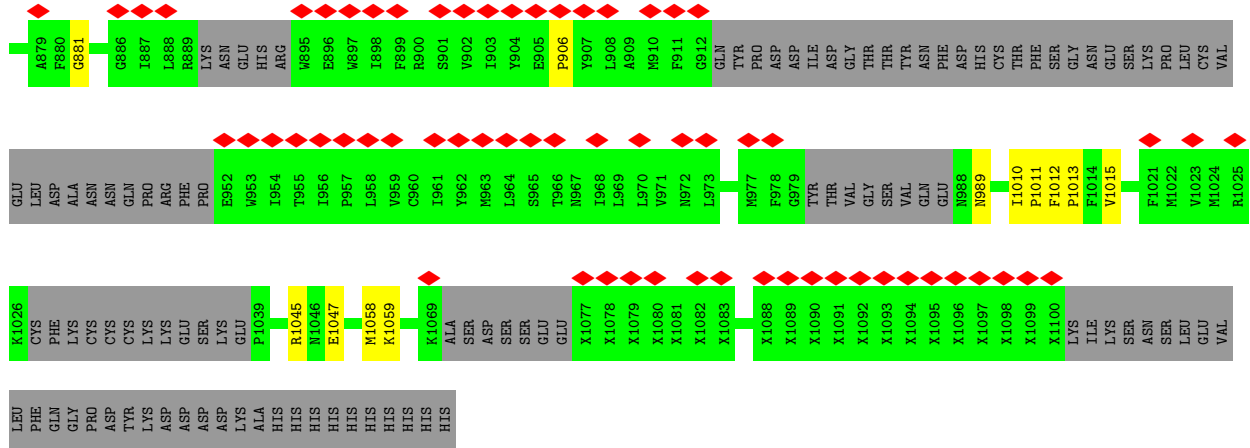 A879 F880 G881 G886 I887 L888 R889 LYS ASN GLU HIS ARG W895 E896 W897 I898 F899 R900 S901 V902 I903 Y904 E905 P906 Y907 L908 A909 M910 F911 G912 GLN TYR PRO ASP ASP ILE ASP GLY THR THR TYR ASN PHE ASP HIS CYS THR PHE SER GLY ASN GLU SER LYS PRO LEU CYS VAL
GLU LEU ASP ALA ASN ASN GLN PRO ARG PHE PRO E952 W953 I954 T955 I956 P957 L958 V959 C960 I961 Y962 M963 L964 S965 T966 N967 I968 L969 L970 V971 N972 L973 M977 F978 G979 TYR THR VAL GLY SER VAL GLN GLU N988 N989 I1010 P1011 F1012 P1013 F1014 V1015 F1021 M1022 V1023 M1024 R1025
K1026 CYS PHE LYS CYS CYS CYS LYS LYS GLU SER LYS GLU P1039 R1045 N1046 E1047 M1058 K1059 K1069 ALA SER ASP SER SER GLU GLU X1077 X1078 X1079 X1080 X1081 X1082 X1083 X1088 X1089 X1090 X1091 X1092 X1093 X1094 X1095 X1096 X1097 X1098 X1099 X1100 LYS ILE LYS SER ASN SER LEU GLU VAL
LEU PHE GLN GLY PRO ASP TYR LYS ASP ASP ASP ASP LYS ALA HIS HIS HIS HIS HIS HIS HIS HIS HIS HIS